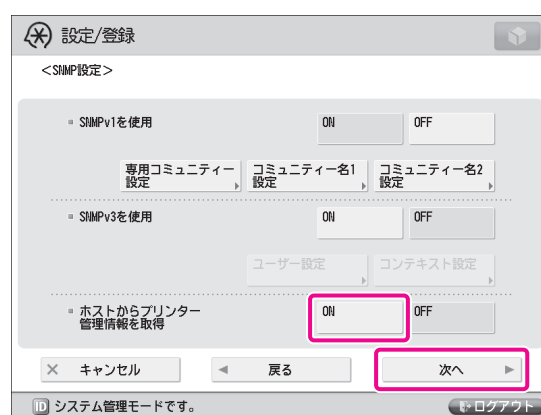 設定/登録
<SNMP設定>
SNMPv1を使用 ON OFF
専用コミュニティー設定 コミュニティー名1設定 コミュニティー名2設定
SNMPv3を使用 ON OFF
ユーザー設定 コンテキスト設定
ホストからプリンター ON OFF
管理情報を取得
キャンセル 戻る 次へ
ID システム管理モードです。 ログアウト